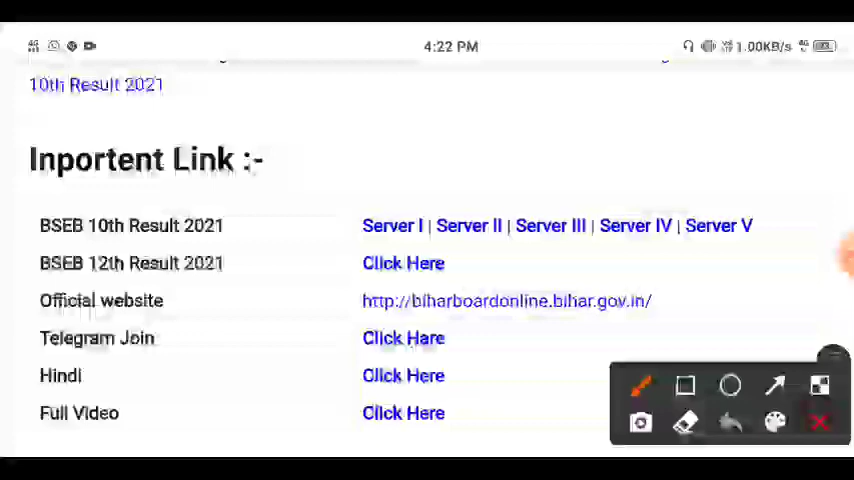 4:22 PM 1.00KB/s
10th Result 2021
Inportent Link :-
BSEB 10th Result 2021 Server I | Server II | Server III | Server IV | Server V
BSEB 12th Result 2021 Click Here
Official website http://biharboardonline.bihar.gov.in/
Telegram Join Click Hare
Hindi Click Here
Full Video Click Here